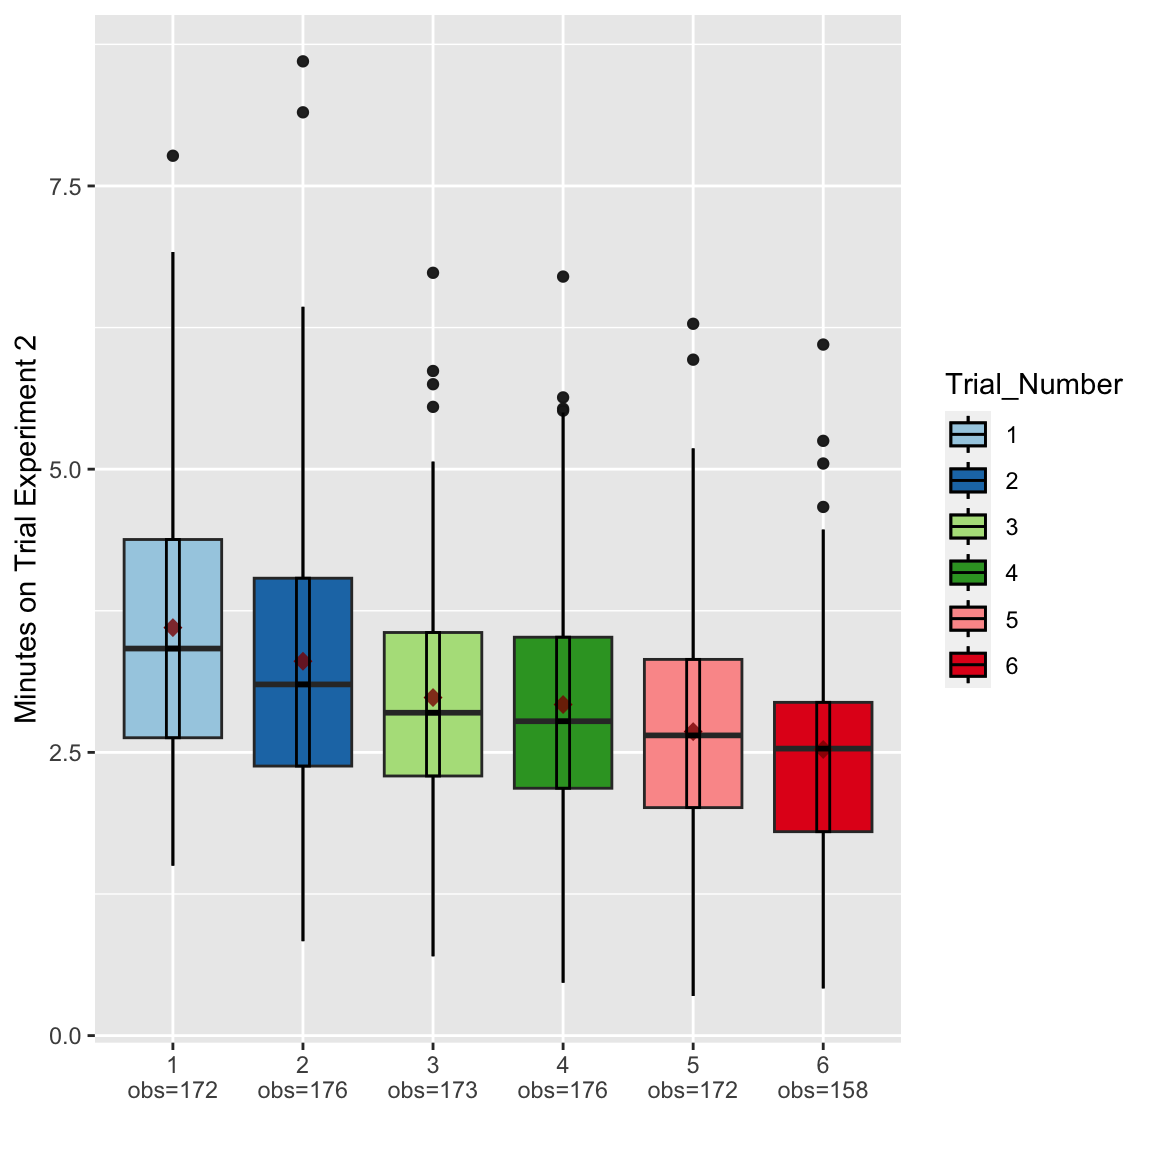 Minutes on Trial Experiment 2
7.5
5.0
2.5
0.0
1 2 3 4 5 6
obs=172 obs=176 obs=173 obs=176 obs=172 obs=158
Trial_Number
1
2
3
4
5
6